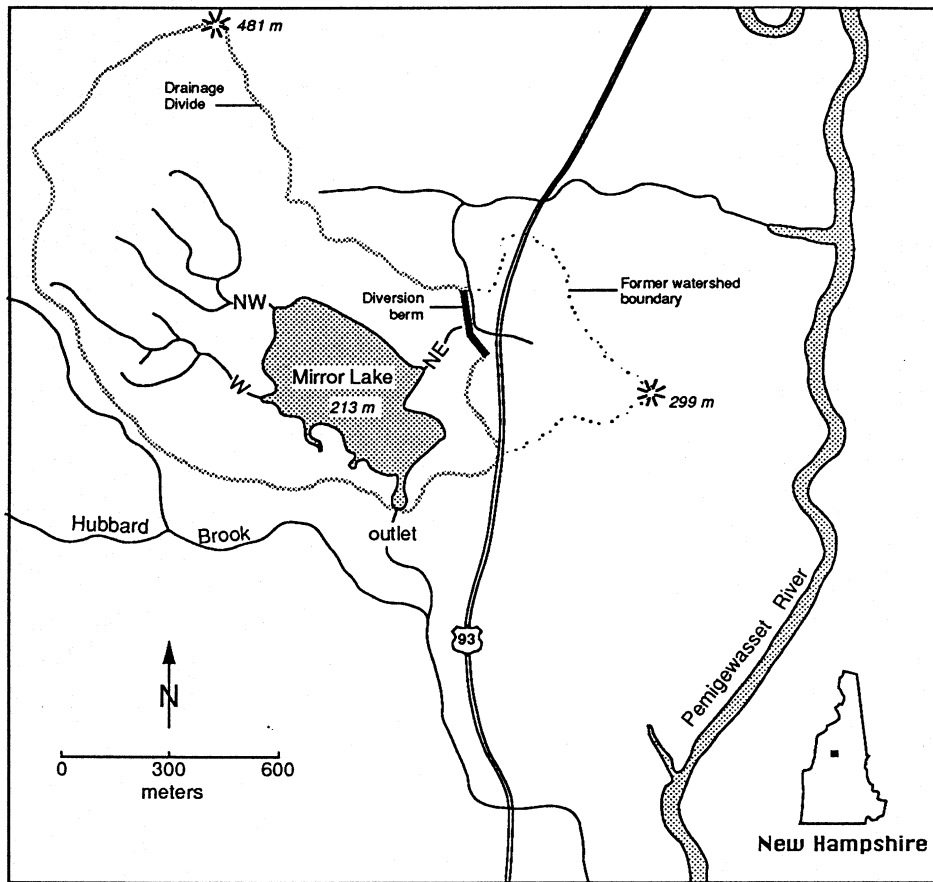 481 m
Drainage
Divide
NW
Diversion
berm
Former watershed
boundary
NE
W
Mirror Lake
213 m
299 m
Hubbard Brook
outlet
93
Pemigewasset River
N
0 300 600
meters
New Hampshire